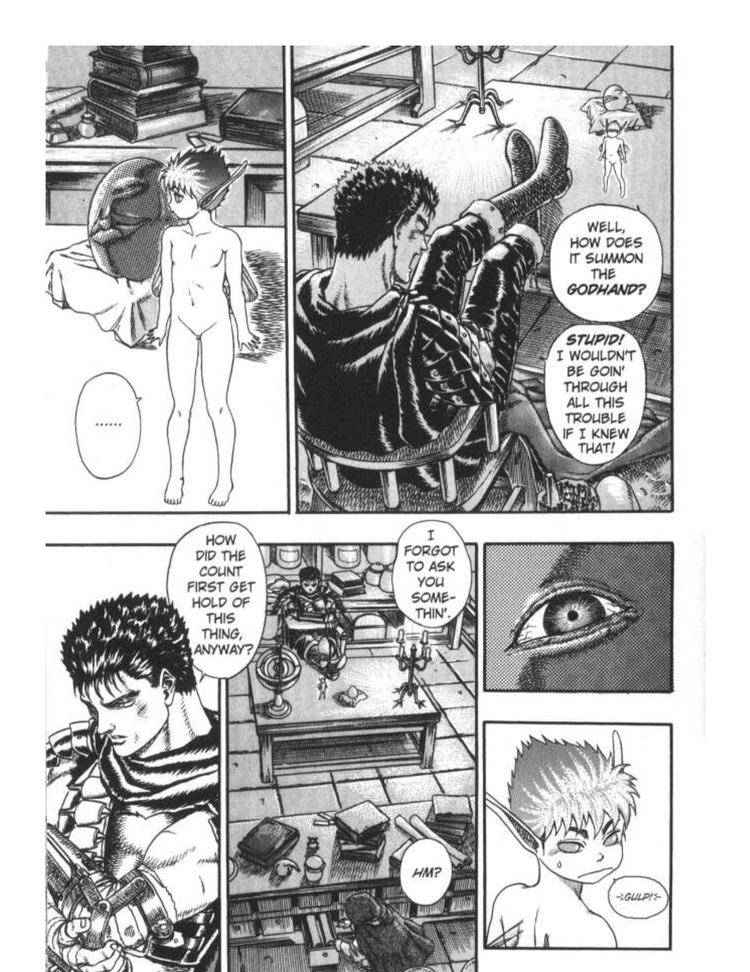 WELL,
HOW DOES
IT SUMMON
THE
GODHAND?
STUPID!
I WOULDN'T
BE GOIN'
THROUGH
ALL THIS
TROUBLE
IF I KNEW
THAT!
......
-GULP!-
I
FORGOT
TO ASK
YOU
SOME-
THIN'.
HM?
HOW
DID THE
COUNT
FIRST GET
HOLD OF
THIS
THING,
ANYWAY?